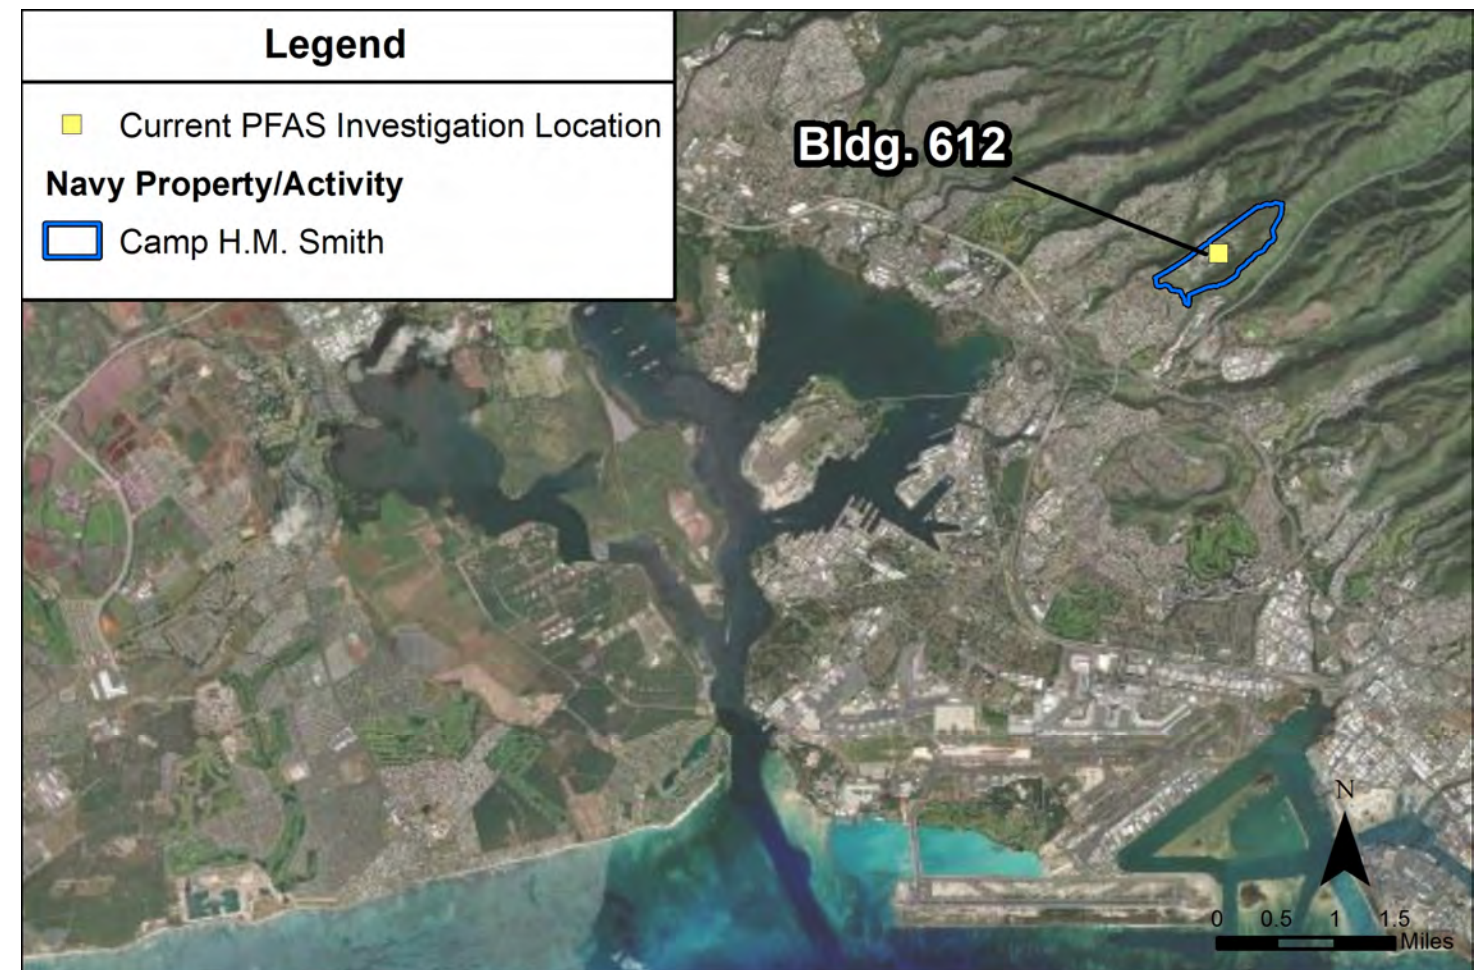 Legend
Current PFAS Investigation Location
Navy Property/Activity
Camp H.M. Smith
Bldg. 612
N
0 0.5 1 1.5
Miles